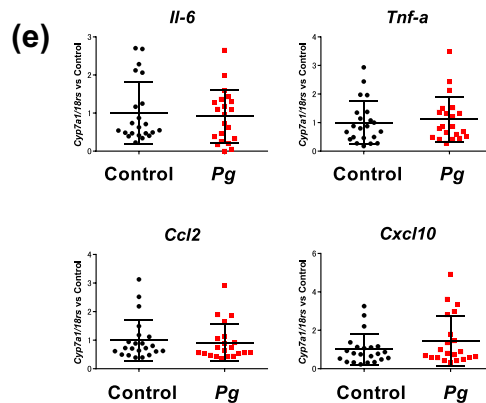 (e)
Il-6
Cyp7a1/18rs vs Control
3
2
1
0
Control
Pg
Tnf-a
Cyp7a1/18rs vs Control
4
3
2
1
0
Control
Pg
Ccl2
Cyp7a1/18rs vs Control
4
3
2
1
0
Control
Pg
Cxcl10
Cyp7a1/18rs vs Control
6
4
2
0
Control
Pg